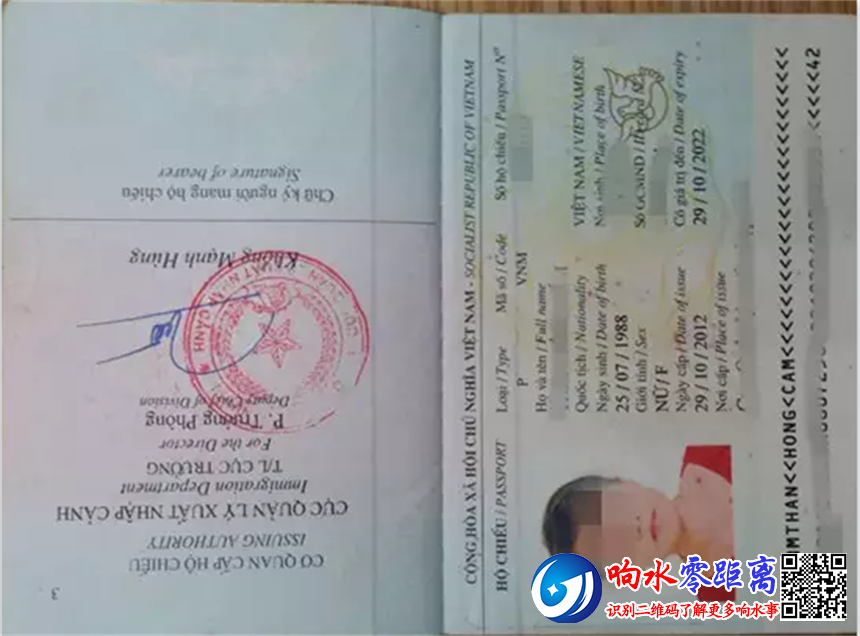 Chữ ký người mang hộ chiếu
Signature of bearer
Khổng Mạnh Hùng
Deputy Chief of Division
P. Trưởng Phòng
For the Director
T/L CỤC TRƯỞNG
Immigration Department
CỤC QUẢN LÝ XUẤT NHẬP CẢNH
ISSUING AUTHORITY
CƠ QUAN CẤP HỘ CHIẾU
3
CỘNG HÒA XÃ HỘI CHỦ NGHĨA VIỆT NAM - SOCIALIST REPUBLIC OF VIETNAM
HỘ CHIẾU / PASSPORT
Loại / Type
Mã số / Code
Số hộ chiếu / Passport Nº
P
VNM
Họ và tên / Full name
Quốc tịch / Nationality
VIỆT NAM / VIETNAMESE
Ngày sinh / Date of birth
Nơi sinh / Place of birth
25 / 07 / 1988
Giới tính / Sex
Số GCMND /
NỮ / F
Ngày cấp / Date of issue
Có giá trị đến / Date of expiry
29 / 10 / 2012
29 / 10 / 2022
Nơi cấp / Place of issue
MTHAN<<HONG<CAM<<<<<<<<<<<<<<<<<<<<
<<<<<42
响水零距离
识别二维码了解更多响水事